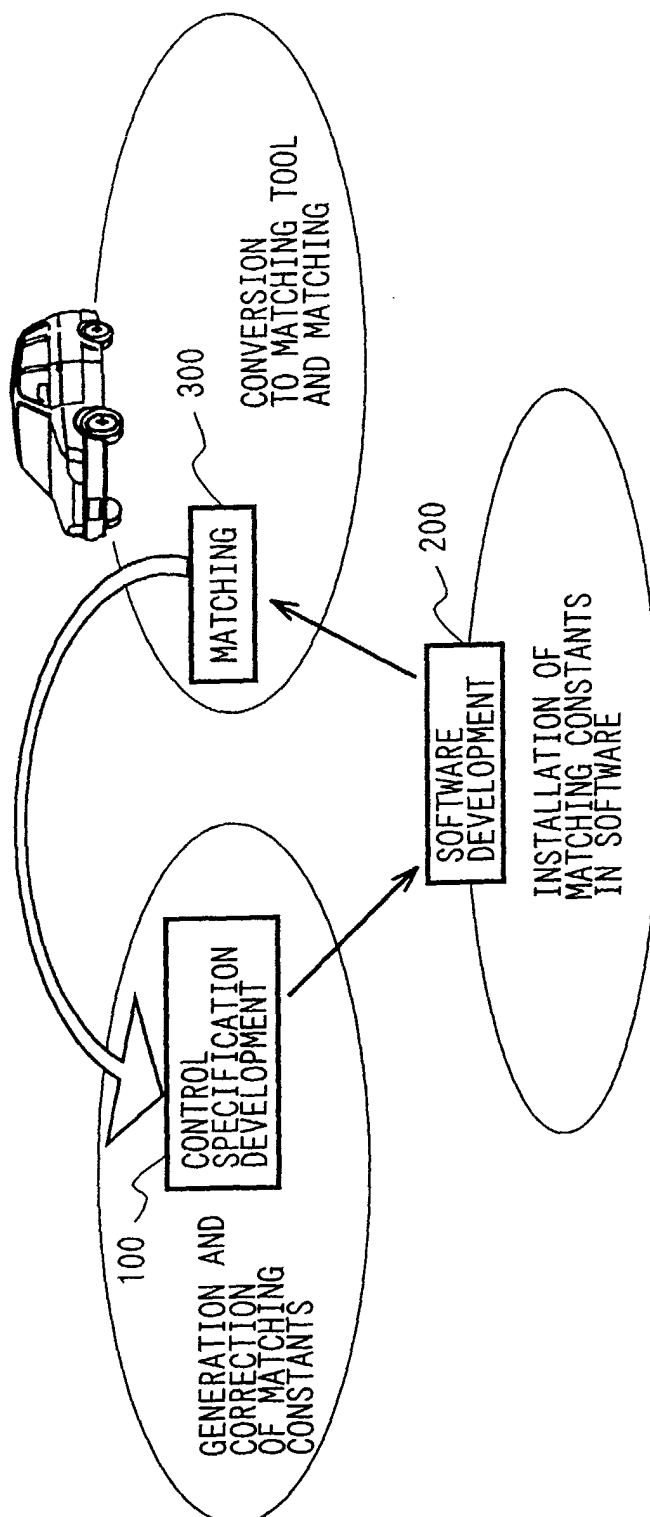 100
CONTROL
SPECIFICATION
DEVELOPMENT
GENERATION AND
CORRECTION
OF MATCHING
CONSTANTS
200
SOFTWARE
DEVELOPMENT
INSTALLATION OF
MATCHING CONSTANTS
IN SOFTWARE
300
MATCHING
CONVERSION
TO MATCHING TOOL
AND MATCHING